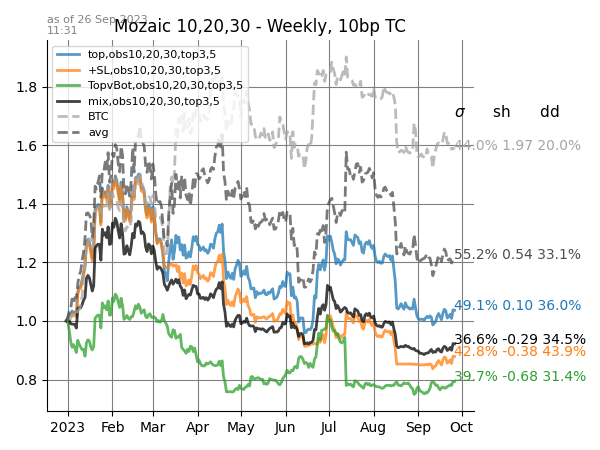 as of 26 Sep 2023
11:31
Mozaic 10,20,30 - Weekly, 10bp TC
top,obs10,20,30,top3,5
+SL,obs10,20,30,top3,5
TopvBot,obs10,20,30,top3,5
mix,obs10,20,30,top3,5
BTC
avg
σ sh dd
44.0% 1.97 20.0%
55.2% 0.54 33.1%
49.1% 0.10 36.0%
36.6% -0.29 34.5%
42.8% -0.38 43.9%
39.7% -0.68 31.4%
1.8
1.6
1.4
1.2
1.0
0.8
2023 Feb Mar Apr May Jun Jul Aug Sep Oct